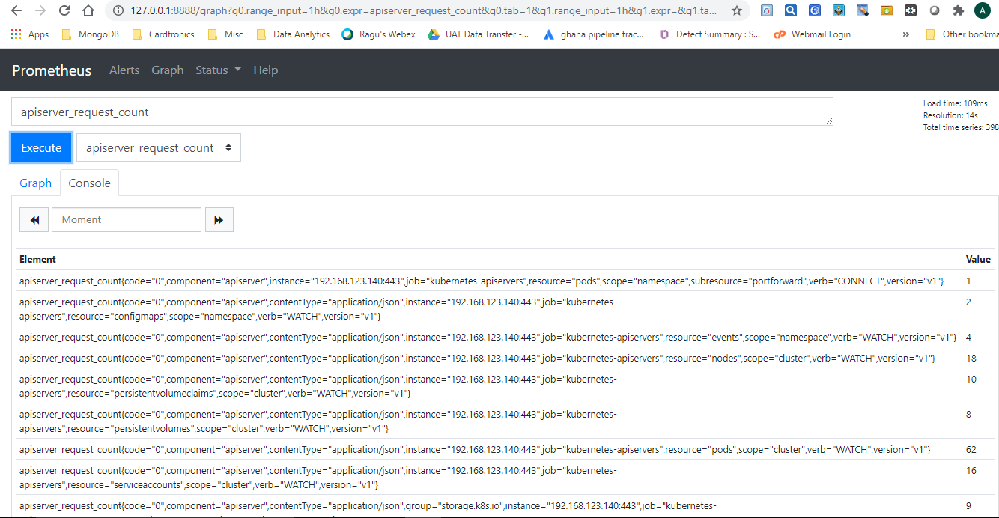 127.0.0.1:8888/graph?g0.range_input=1h&g0.expr=apiserver_request_count&g0.tab=1&g1.range_input=1h&g1.expr=&g1.ta...
A
Apps MongoDB Cardtronics Misc Data Analytics Ragu's Webex UAT Data Transfer -... ghana pipeline trac... Defect Summary : S... Webmail Login » Other bookma
Prometheus Alerts Graph Status Help
apiserver_request_count
Load time: 109ms
Resolution: 14s
Total time series: 398
Execute apiserver_request_count
Graph Console
Moment
Element Value
apiserver_request_count{code="0",component="apiserver",instance="192.168.123.140:443",job="kubernetes-apiservers",resource="pods",scope="namespace",subresource="portforward",verb="CONNECT",version="v1"} 1
apiserver_request_count{code="0",component="apiserver",contentType="application/json",instance="192.168.123.140:443",job="kubernetes- 2
apiservers",resource="configmaps",scope="namespace",verb="WATCH",version="v1"}
apiserver_request_count{code="0",component="apiserver",contentType="application/json",instance="192.168.123.140:443",job="kubernetes-apiservers",resource="events",scope="namespace",verb="WATCH",version="v1"} 4
apiserver_request_count{code="0",component="apiserver",contentType="application/json",instance="192.168.123.140:443",job="kubernetes-apiservers",resource="nodes",scope="cluster",verb="WATCH",version="v1"} 18
apiserver_request_count{code="0",component="apiserver",contentType="application/json",instance="192.168.123.140:443",job="kubernetes- 10
apiservers",resource="persistentvolumeclaims",scope="cluster",verb="WATCH",version="v1"}
apiserver_request_count{code="0",component="apiserver",contentType="application/json",instance="192.168.123.140:443",job="kubernetes- 8
apiservers",resource="persistentvolumes",scope="cluster",verb="WATCH",version="v1"}
apiserver_request_count{code="0",component="apiserver",contentType="application/json",instance="192.168.123.140:443",job="kubernetes-apiservers",resource="pods",scope="cluster",verb="WATCH",version="v1"} 62
apiserver_request_count{code="0",component="apiserver",contentType="application/json",instance="192.168.123.140:443",job="kubernetes- 16
apiservers",resource="serviceaccounts",scope="cluster",verb="WATCH",version="v1"}
apiserver_request_count{code="0",component="apiserver",contentType="application/json",group="storage.k8s.io",instance="192.168.123.140:443",job="kubernetes- 9